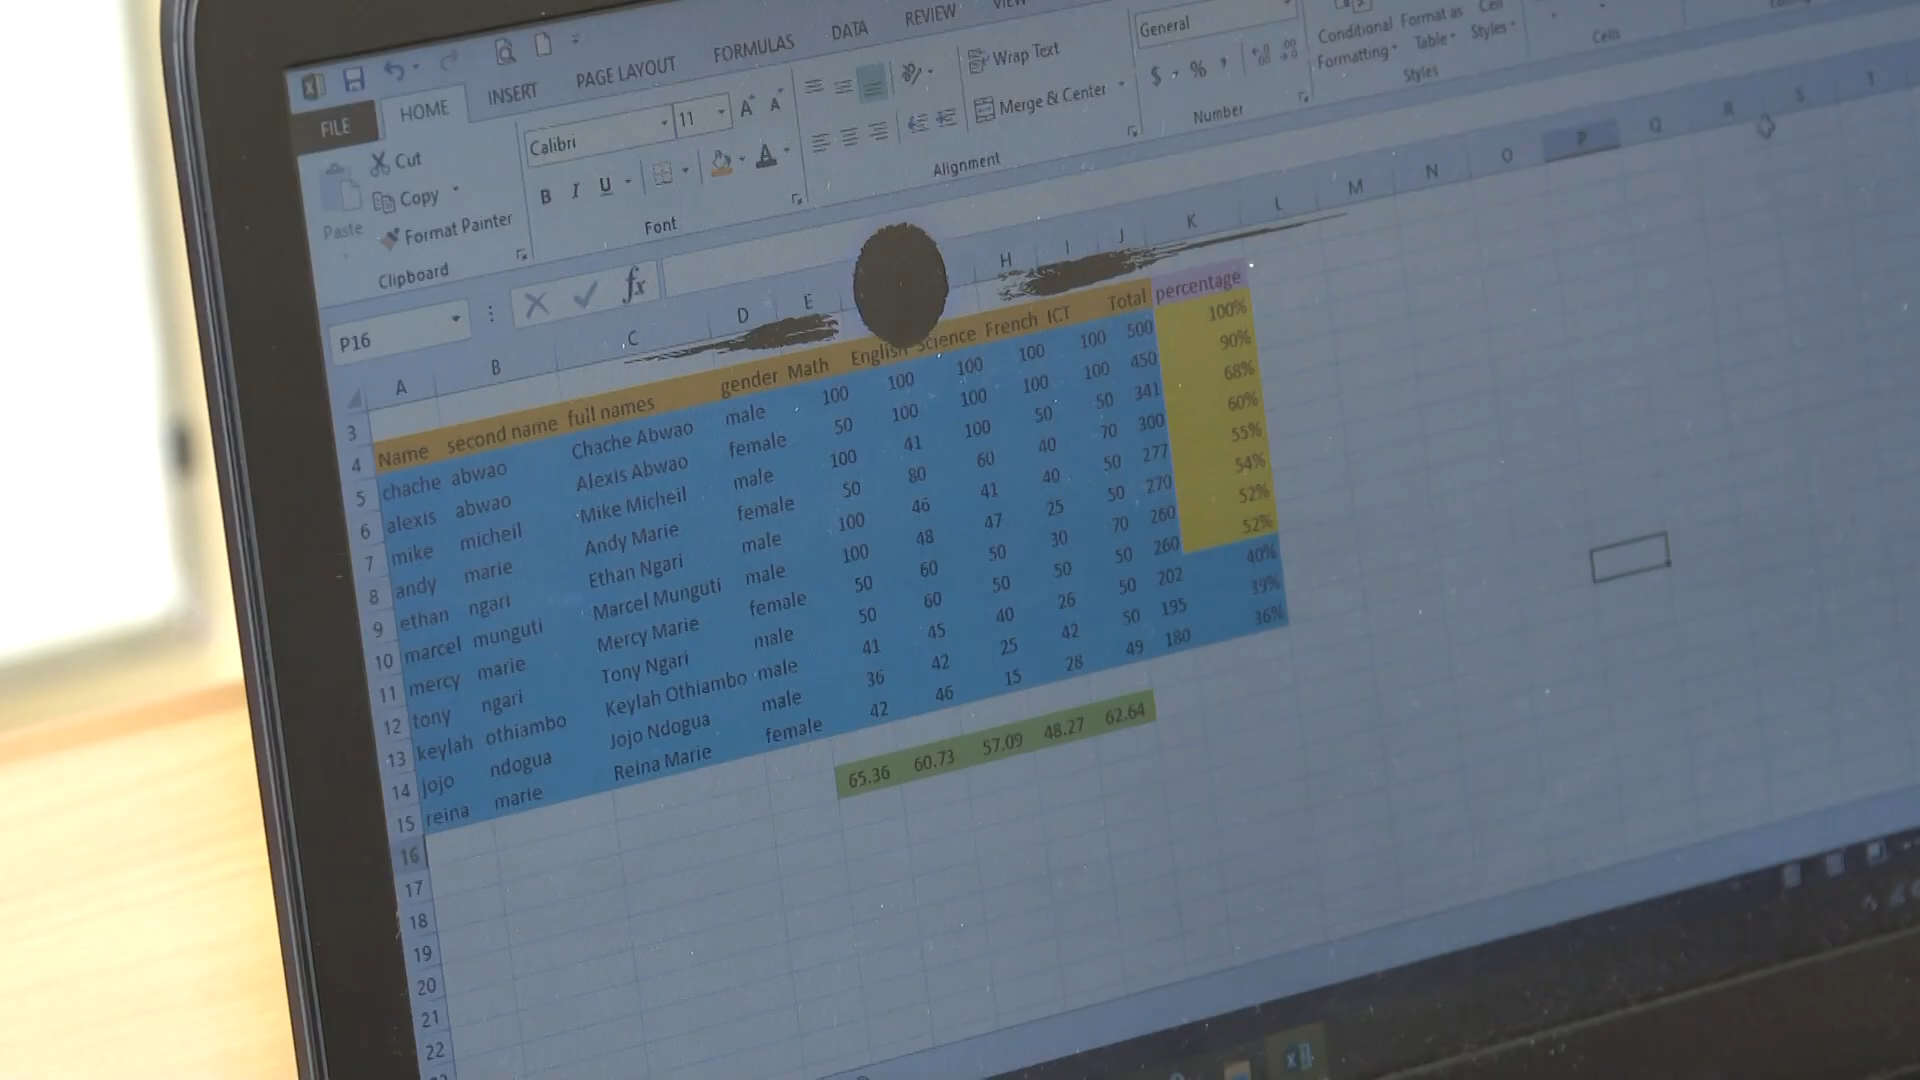 DATA REVIEW VIEW
HOME INSERT PAGE LAYOUT FORMULAS
FILE
Cut
Copy
Format Painter
Paste
Clipboard
Calibri 11
B I U
Font
Wrap Text
Merge & Center
Alignment
General
$ %
Number
Conditional Formatting
Format as Table
Cell Styles
Styles
Cells
P16
fx
A B C D E H I J K L M N O P Q R S T
3
4 Name second name full names gender Math English Science French ICT Total percentage
5 chache abwao Chache Abwao male 100 100 100 100 100 500 100%
6 alexis abwao Alexis Abwao female 50 100 100 100 100 450 90%
7 mike micheil Mike Micheil male 100 41 100 50 50 341 68%
8 andy marie Andy Marie female 50 80 60 40 70 300 60%
9 ethan ngari Ethan Ngari male 100 46 41 40 50 277 55%
10 marcel munguti Marcel Munguti male 100 48 47 25 50 270 54%
11 mercy marie Mercy Marie female 50 60 50 30 70 260 52%
12 tony ngari Tony Ngari male 50 60 50 50 50 260 52%
13 keylah othiambo Keylah Othiambo male 41 45 40 26 50 202 40%
14 jojo ndogua Jojo Ndogua male 36 42 25 42 50 195 39%
15 reina marie Reina Marie female 42 46 15 28 49 180 36%
16
65.36 60.73 57.09 48.27 62.64
17
18
19
20
21
22